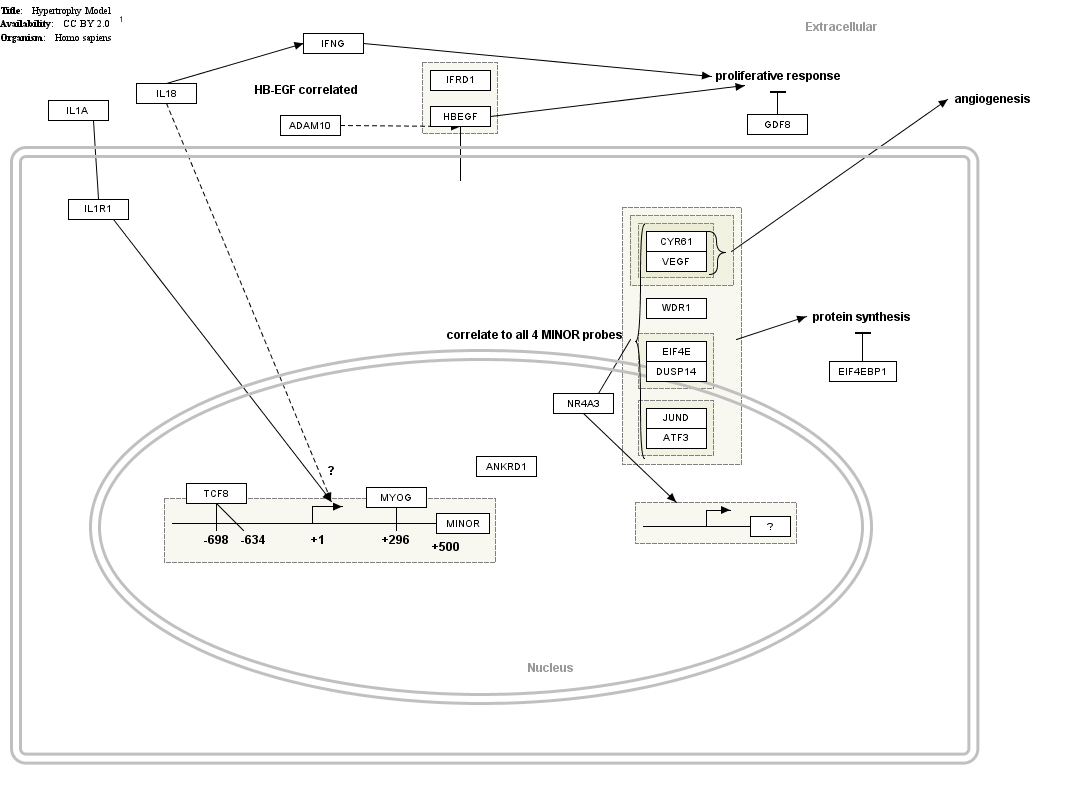 Title: Hypertrophy Model
Availability: CC BY 2.0 1
Organism: Homo sapiens
Extracellular
IFNG
proliferative response
IFRD1
HB-EGF correlated
IL18
angiogenesis
IL1A
HBEGF
ADAM10
GDF8
IL1R1
CYR61
VEGF
WDR1
protein synthesis
correlate to all 4 MINOR probes
EIF4E
DUSP14
EIF4EBP1
NR4A3
JUND
ATF3
ANKRD1
?
TCF8
MYOG
MINOR
?
-698 -634 +1 +296 +500
Nucleus